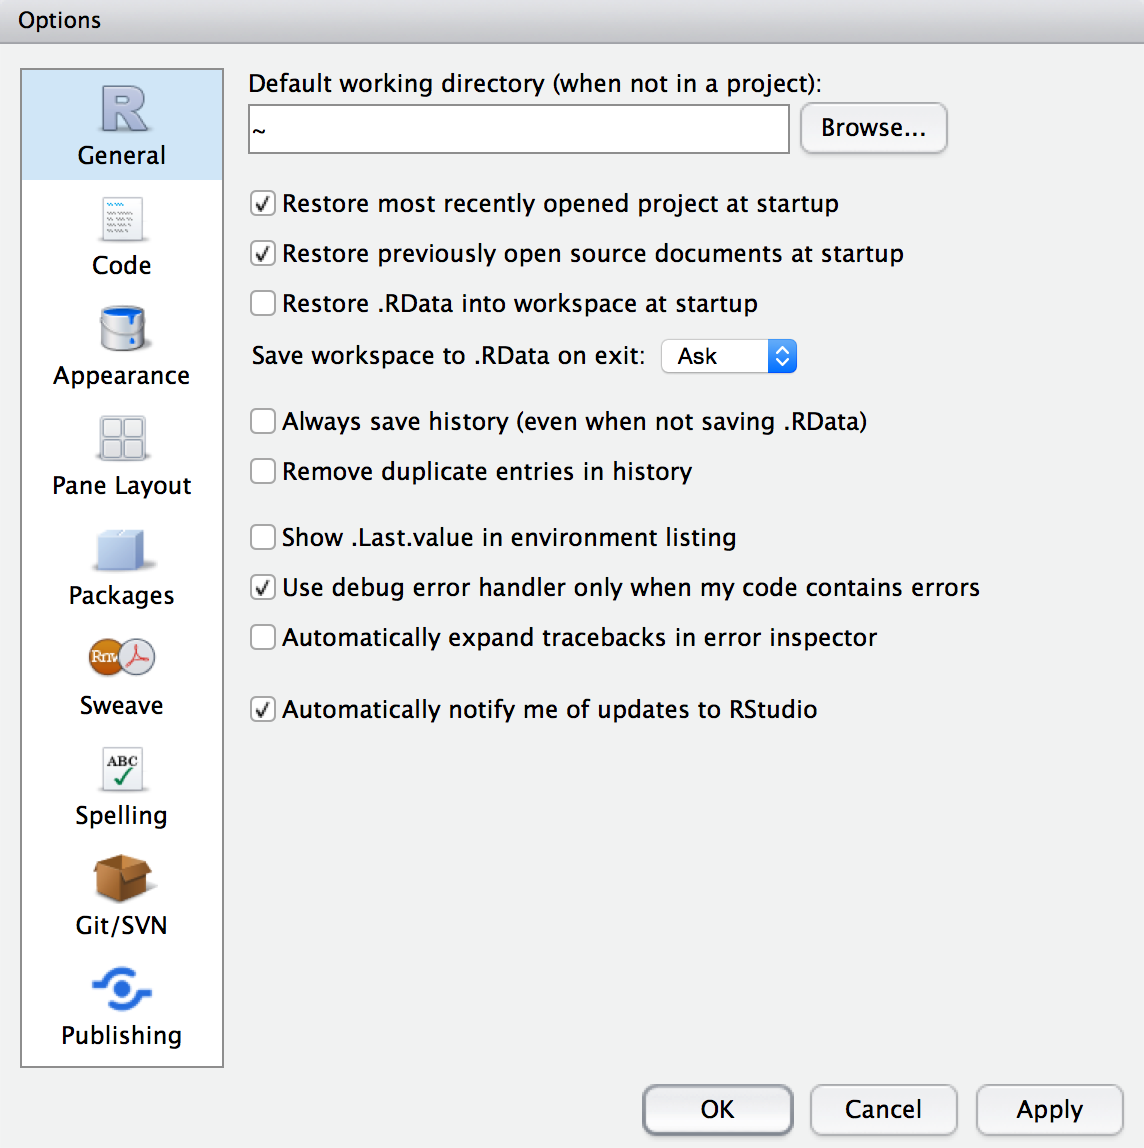 Options
R
General
Code
Appearance
Pane Layout
Packages
Rnw
Sweave
ABC
Spelling
Git/SVN
Publishing
Default working directory (when not in a project):
~
Browse...
Restore most recently opened project at startup
Restore previously open source documents at startup
Restore .RData into workspace at startup
Save workspace to .RData on exit: Ask
Always save history (even when not saving .RData)
Remove duplicate entries in history
Show .Last.value in environment listing
Use debug error handler only when my code contains errors
Automatically expand tracebacks in error inspector
Automatically notify me of updates to RStudio
OK Cancel Apply